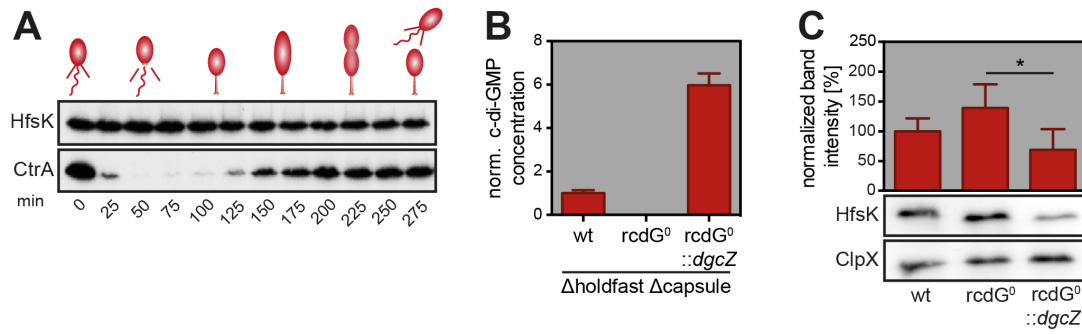 A
HfsK
CtrA
min
0 25 50 75 100 125 150 175 200 225 250 275
B
norm. c-di-GMP
concentration
8
6
4
2
0
wt rcdG⁰ rcdG⁰
::dgcZ
Δholdfast Δcapsule
C
normalized band
intensity [%]
250
200
150
100
50
0
*
HfsK
ClpX
wt rcdG⁰ rcdG⁰
::dgcZ